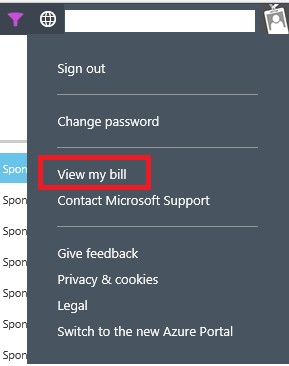 Sign out
Change password
Spon
View my bill
Spon
Contact Microsoft Support
Spon
Spon
Give feedback
Spon
Privacy & cookies
Spon
Legal
Switch to the new Azure Portal
Spon